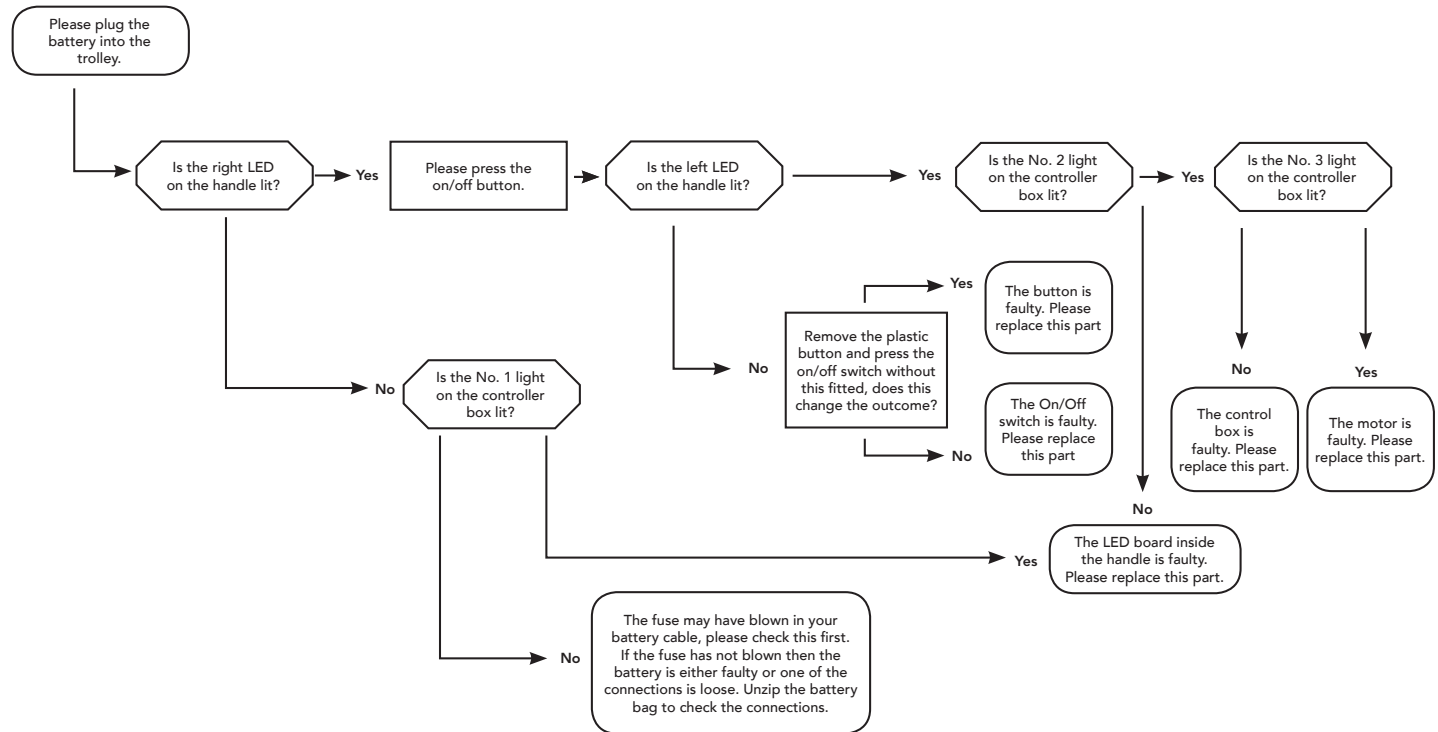 Please plug the
battery into the
trolley.
Is the right LED
on the handle lit?
Yes
Please press the
on/off button.
Is the left LED
on the handle lit?
Yes
Is the No. 2 light
on the controller
box lit?
Yes
Is the No. 3 light
on the controller
box lit?
No
Remove the plastic
button and press the
on/off switch without
this fitted, does this
change the outcome?
Yes
The button is
faulty. Please
replace this part
No
The On/Off
switch is faulty.
Please replace
this part
No
The control
box is
faulty. Please
replace this part.
Yes
The motor is
faulty. Please
replace this part.
No
Is the No. 1 light
on the controller
box lit?
No
Yes
The LED board inside
the handle is faulty.
Please replace this part.
No
The fuse may have blown in your
battery cable, please check this first.
If the fuse has not blown then the
battery is either faulty or one of the
connections is loose. Unzip the battery
bag to check the connections.